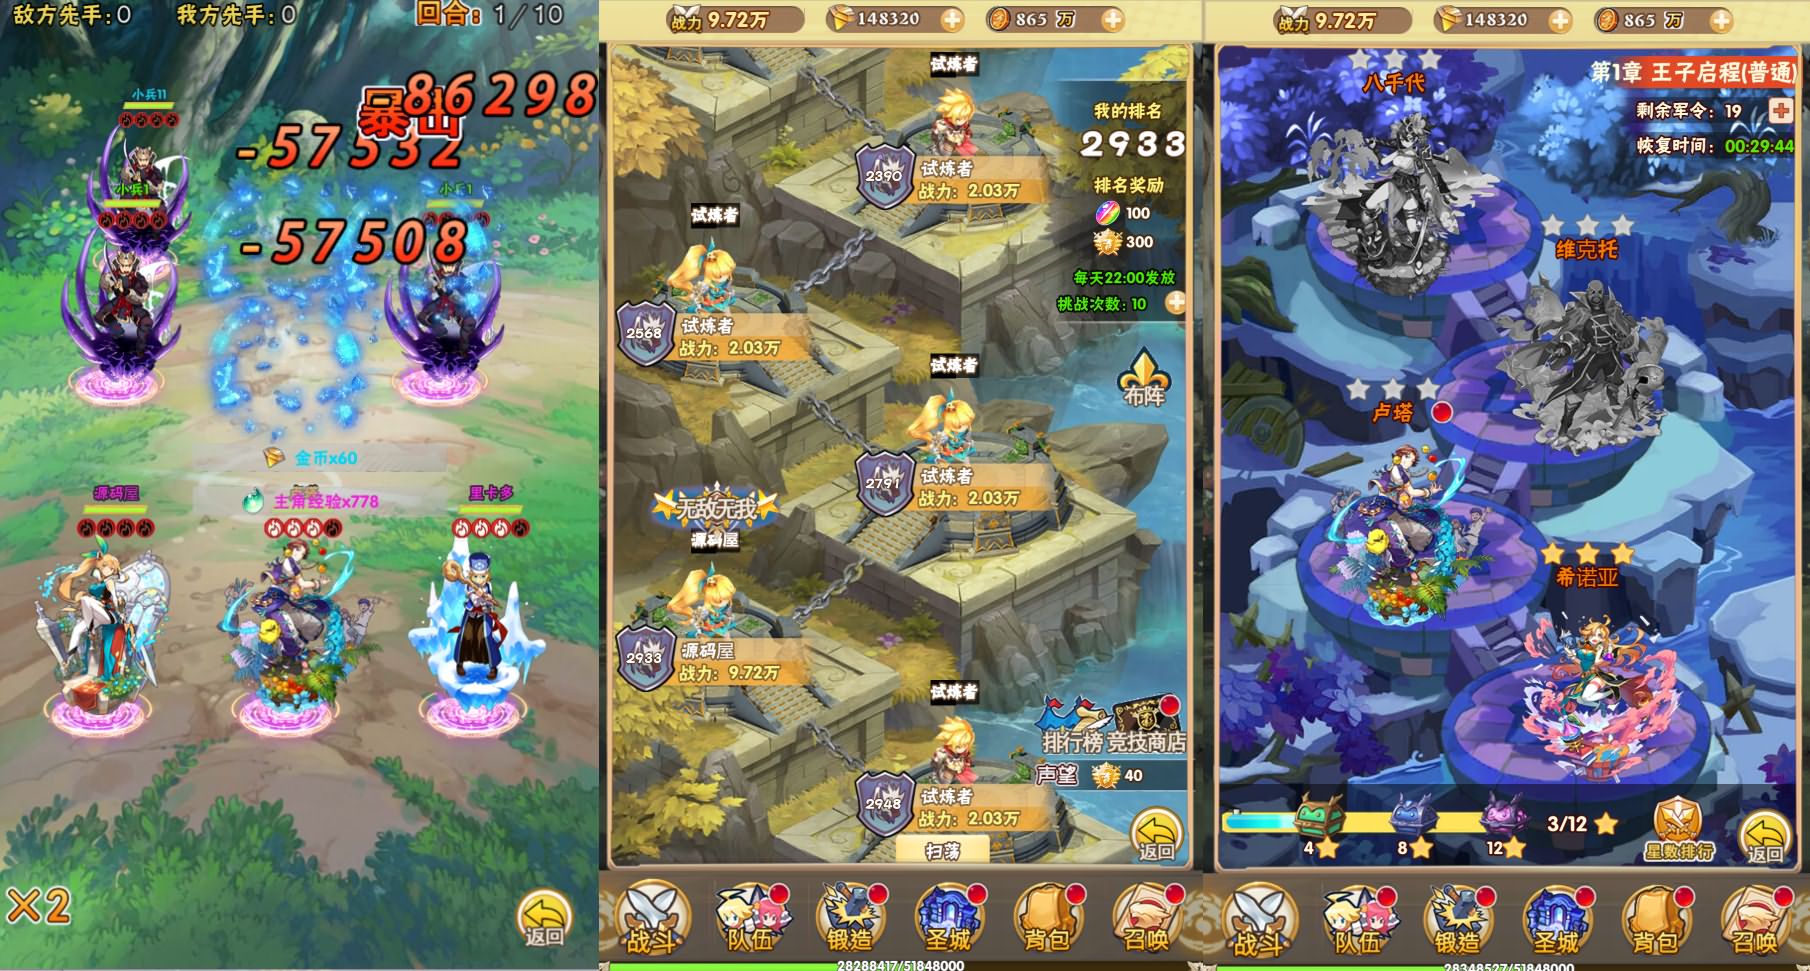 敌方先手:0
我方先手:0
回合: 1/10
86298
暴击
-57532
-57508
小兵11
小兵1
小兵1
金币x60
主角经验x778
源码屋
里卡多
×2
返回
战力 9.72万
148320
865 万
试炼者
我的排名
2933
排名奖励
100
300
每天22:00发放
挑战次数: 10
2390
试炼者
战力: 2.03万
试炼者
2568
试炼者
战力: 2.03万
布阵
试炼者
2791
试炼者
战力: 2.03万
无敌无我
源码屋
2933
源码屋
战力: 9.72万
试炼者
排行榜
竞技商店
声望
40
2948
试炼者
战力: 2.03万
扫荡
返回
战斗
队伍
锻造
圣城
背包
召唤
28288417/51848000
战力 9.72万
148320
865 万
第1章 王子启程(普通)
剩余军令: 19
恢复时间: 00:29:44
八千代
维克托
卢塔
希诺亚
3/12
4
8
12
星数排行
返回
战斗
队伍
锻造
圣城
背包
召唤
28348527/51848000